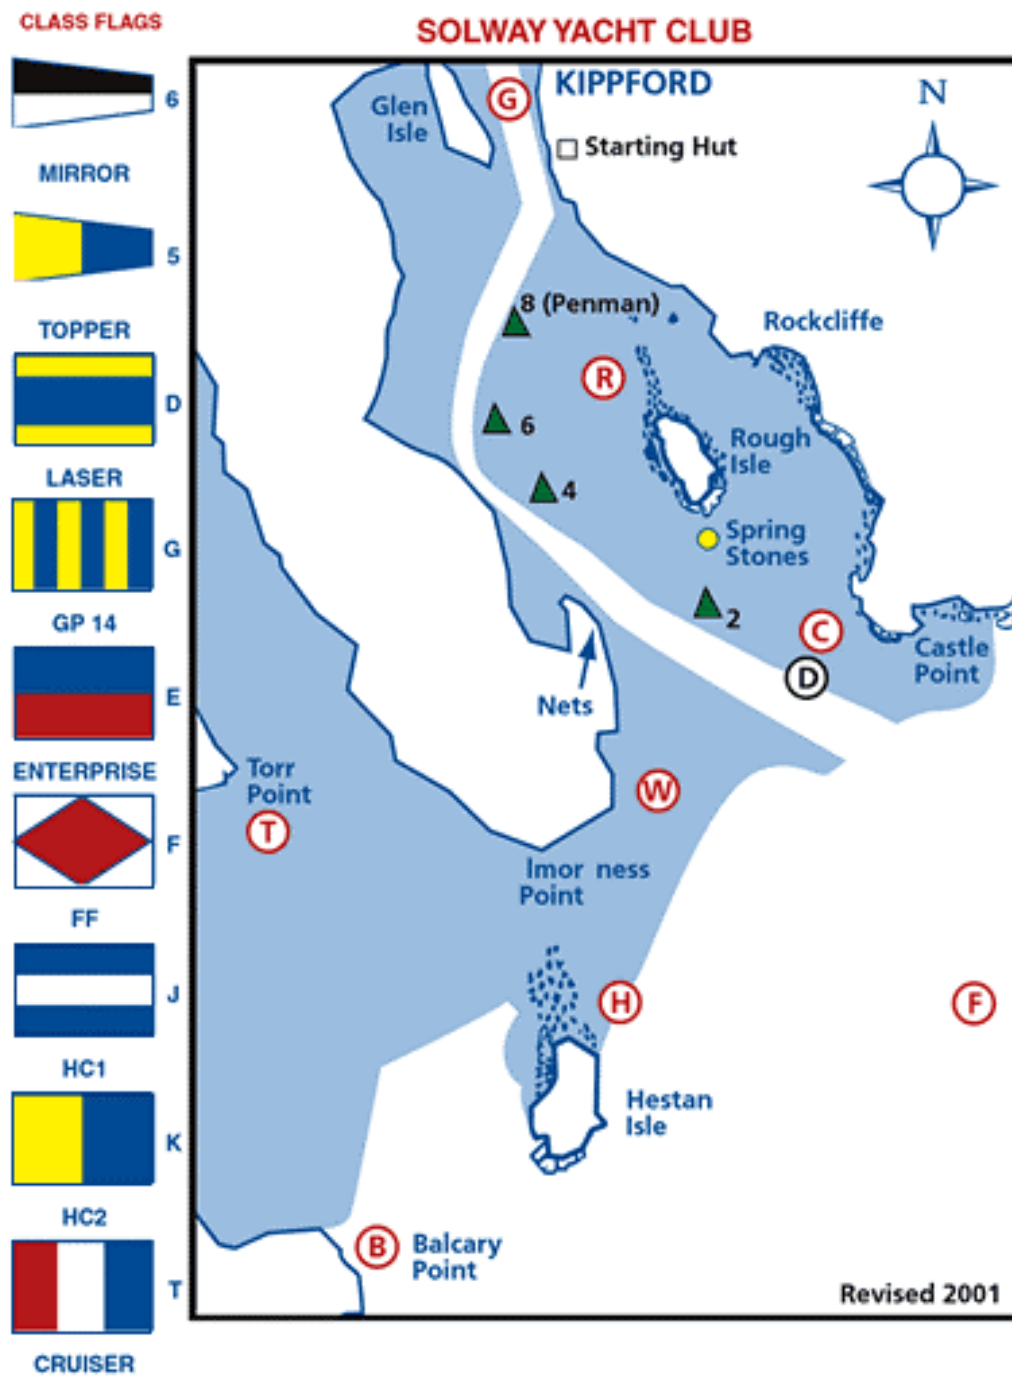 CLASS FLAGS
6
MIRROR
5
TOPPER
D
LASER
G
GP 14
E
ENTERPRISE
F
FF
J
HC1
K
HC2
T
CRUISER
SOLWAY YACHT CLUB
KIPPFORD
G
Glen
Isle
N
Starting Hut
8 (Penman)
Rockcliffe
R
6
Rough
Isle
4
Spring
Stones
2
C
Castle
Point
D
Nets
Torr
Point
W
T
Imor ness
Point
H
F
Hestan
Isle
B
Balcary
Point
Revised 2001